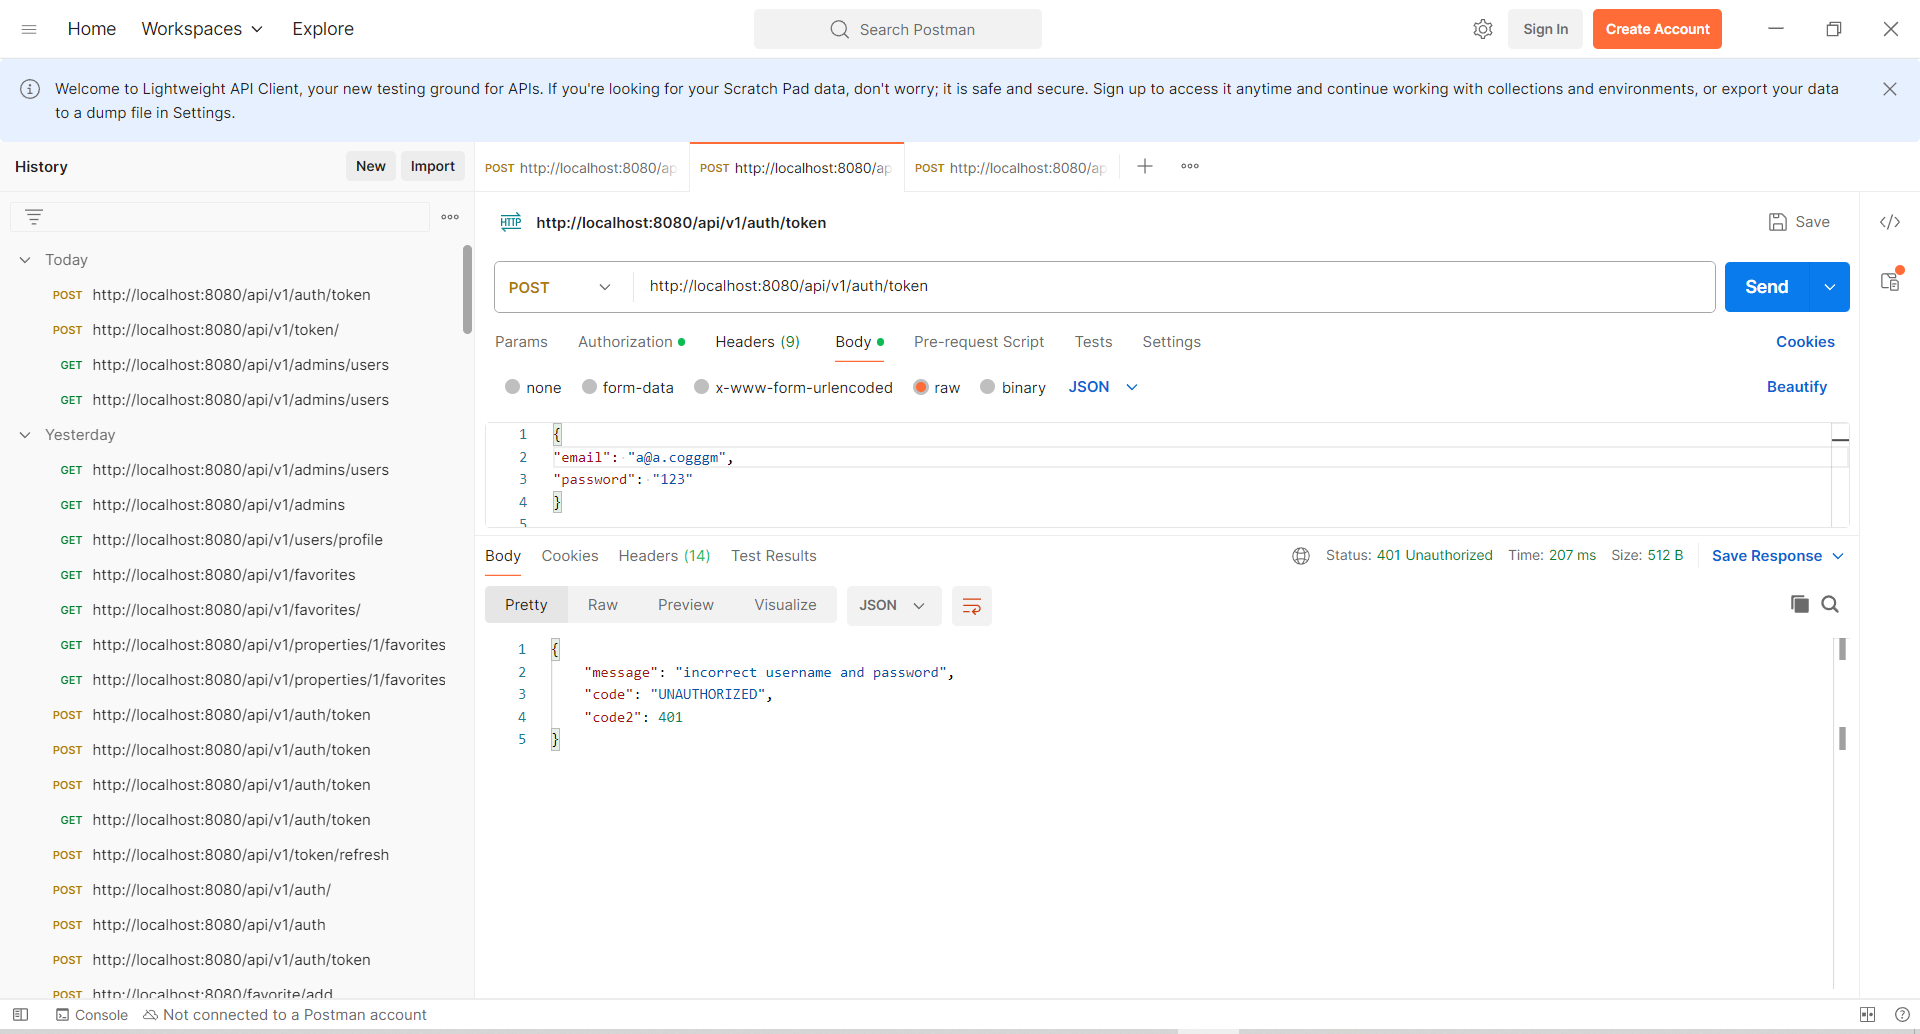 Home Workspaces Explore Search Postman Sign In Create Account
Welcome to Lightweight API Client, your new testing ground for APIs. If you're looking for your Scratch Pad data, don't worry; it is safe and secure. Sign up to access it anytime and continue working with collections and environments, or export your data
to a dump file in Settings.
History New Import
Today
POST http://localhost:8080/api/v1/auth/token
POST http://localhost:8080/api/v1/token/
GET http://localhost:8080/api/v1/admins/users
GET http://localhost:8080/api/v1/admins/users
Yesterday
GET http://localhost:8080/api/v1/admins/users
GET http://localhost:8080/api/v1/admins
GET http://localhost:8080/api/v1/users/profile
GET http://localhost:8080/api/v1/favorites
GET http://localhost:8080/api/v1/favorites/
GET http://localhost:8080/api/v1/properties/1/favorites
GET http://localhost:8080/api/v1/properties/1/favorites
POST http://localhost:8080/api/v1/auth/token
POST http://localhost:8080/api/v1/auth/token
POST http://localhost:8080/api/v1/auth/token
GET http://localhost:8080/api/v1/auth/token
POST http://localhost:8080/api/v1/token/refresh
POST http://localhost:8080/api/v1/auth/
POST http://localhost:8080/api/v1/auth
POST http://localhost:8080/api/v1/auth/token
POST http://localhost:8080/favorite/add
POST http://localhost:8080/ap POST http://localhost:8080/ap POST http://localhost:8080/ap
HTTP http://localhost:8080/api/v1/auth/token Save
POST http://localhost:8080/api/v1/auth/token Send
Params Authorization Headers (9) Body Pre-request Script Tests Settings Cookies
none form-data x-www-form-urlencoded raw binary JSON Beautify
1 {
2 "email": "a@a.cogggm",
3 "password": "123"
4 }
5
Body Cookies Headers (14) Test Results Status: 401 Unauthorized Time: 207 ms Size: 512 B Save Response
Pretty Raw Preview Visualize JSON
1 {
2 "message": "incorrect username and password",
3 "code": "UNAUTHORIZED",
4 "code2": 401
5 }
Console Not connected to a Postman account